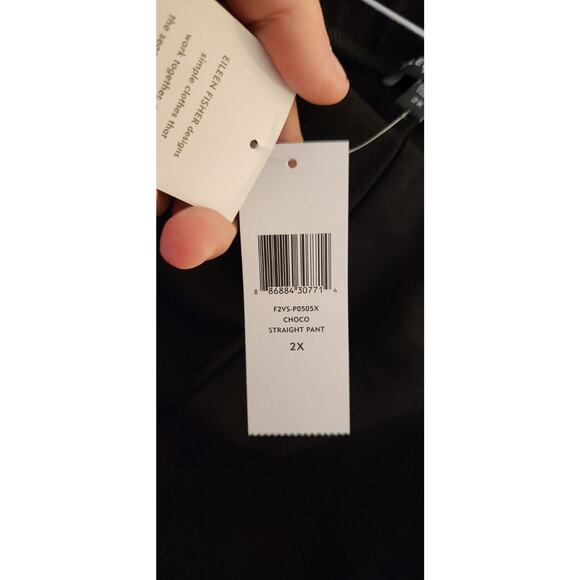 EILEEN FISHER designs
simple clothes that
work together
the
8 86884 30771 4
F2VS-P0505X
CHOCO
STRAIGHT PANT
2X